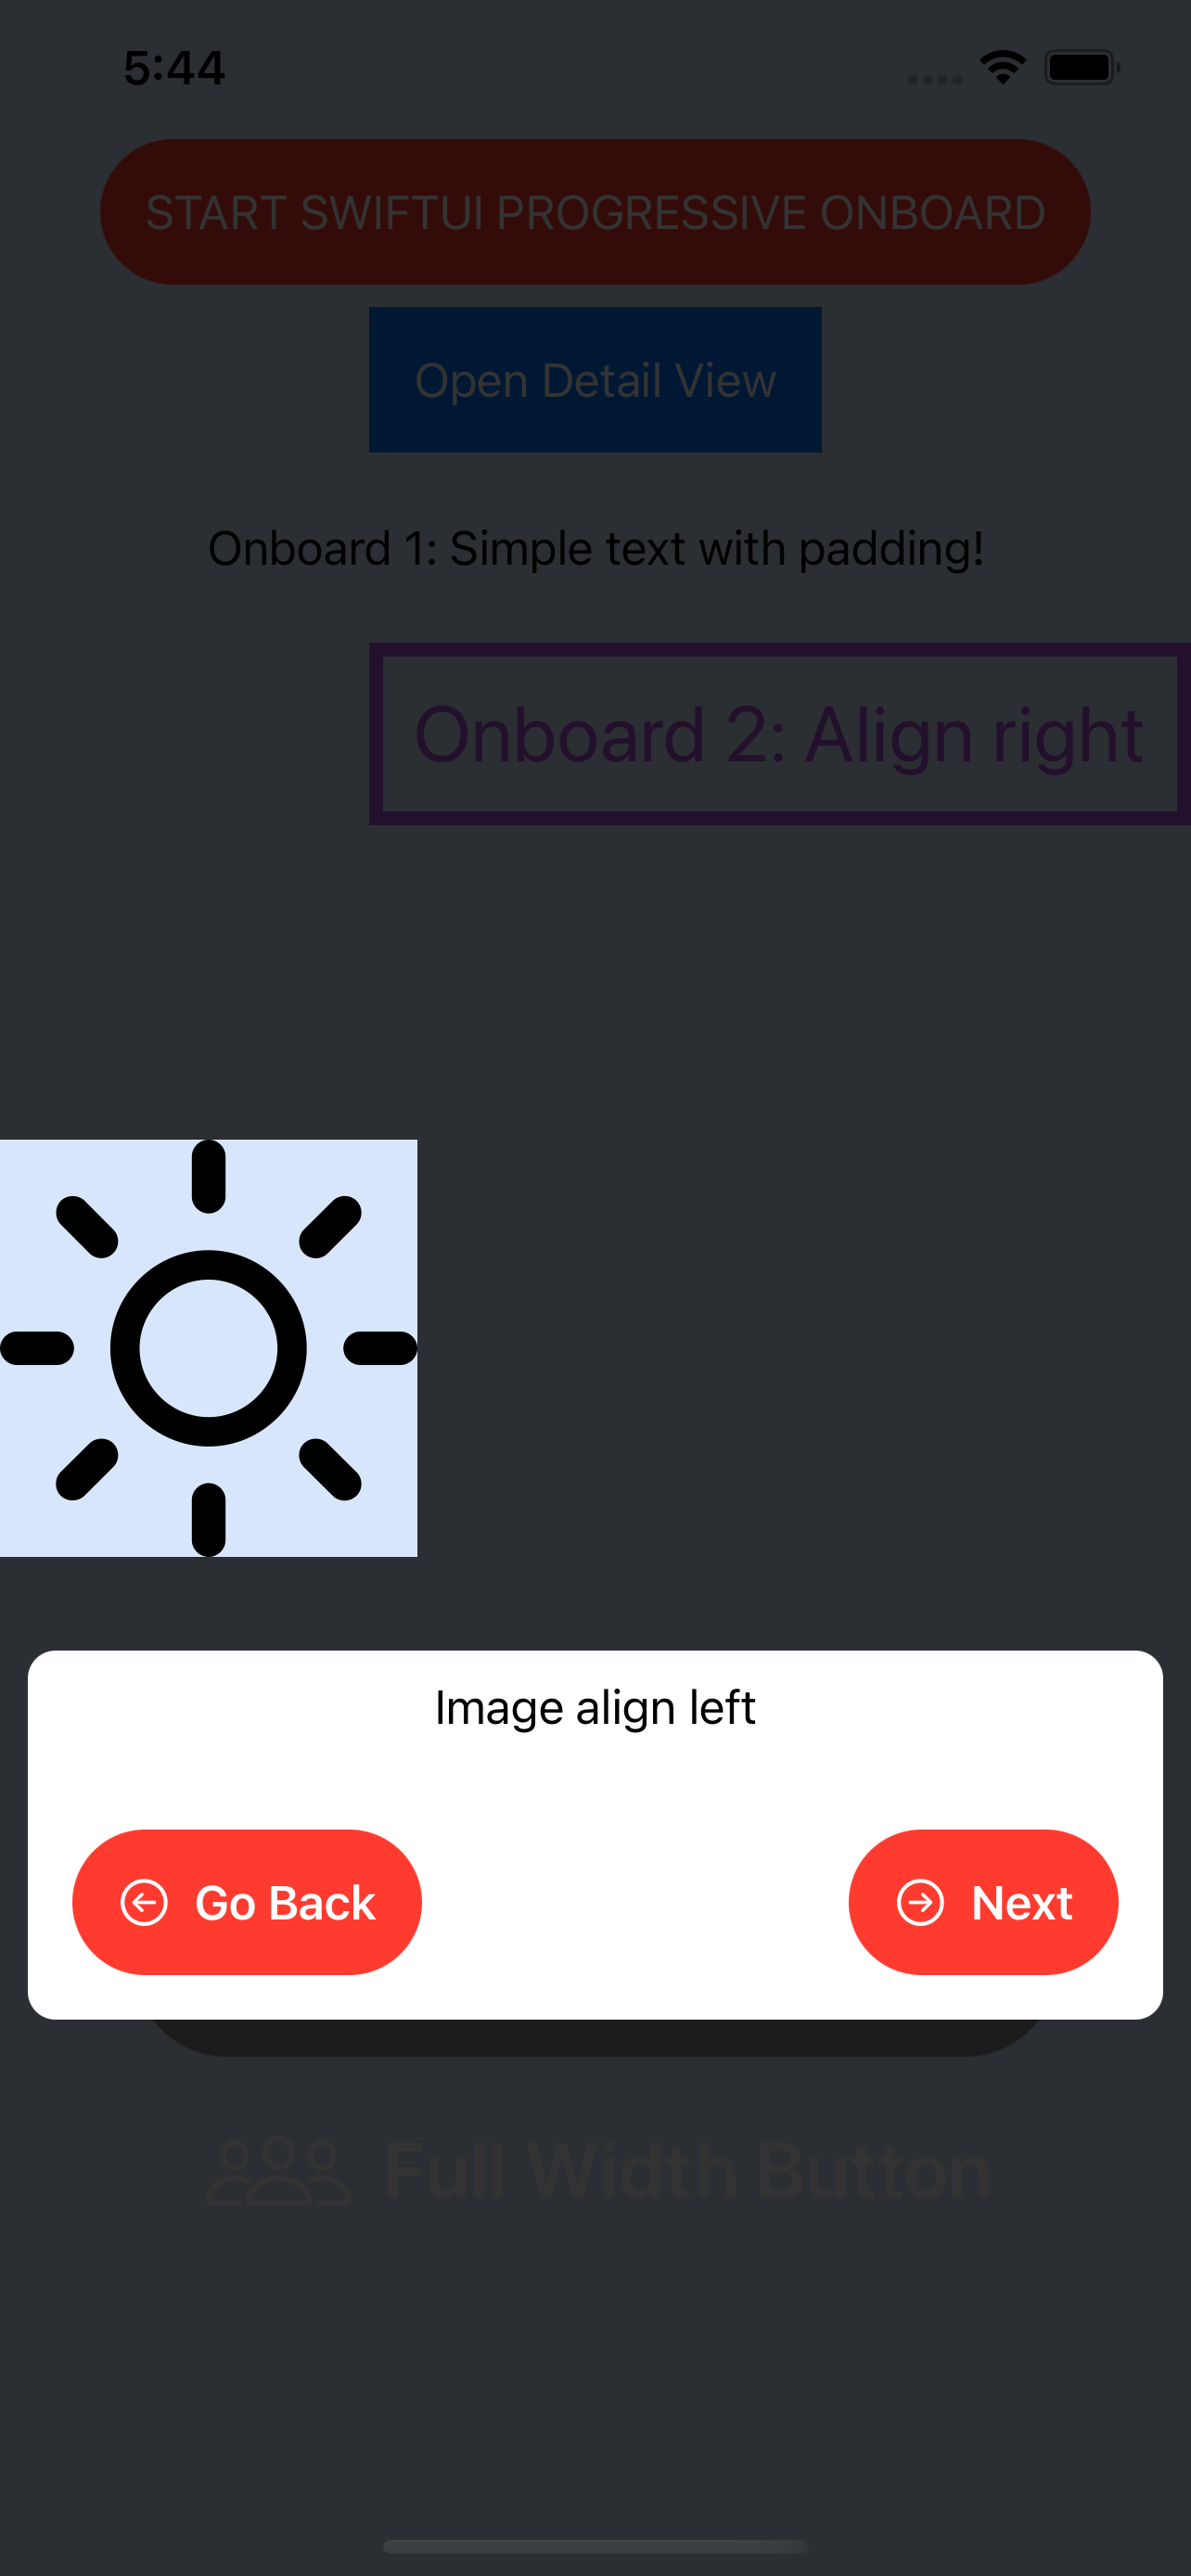 5:44
START SWIFTUI PROGRESSIVE ONBOARD
Open Detail View
Onboard 1: Simple text with padding!
Onboard 2: Align right
Image align left
Go Back
Next
Full Width Button